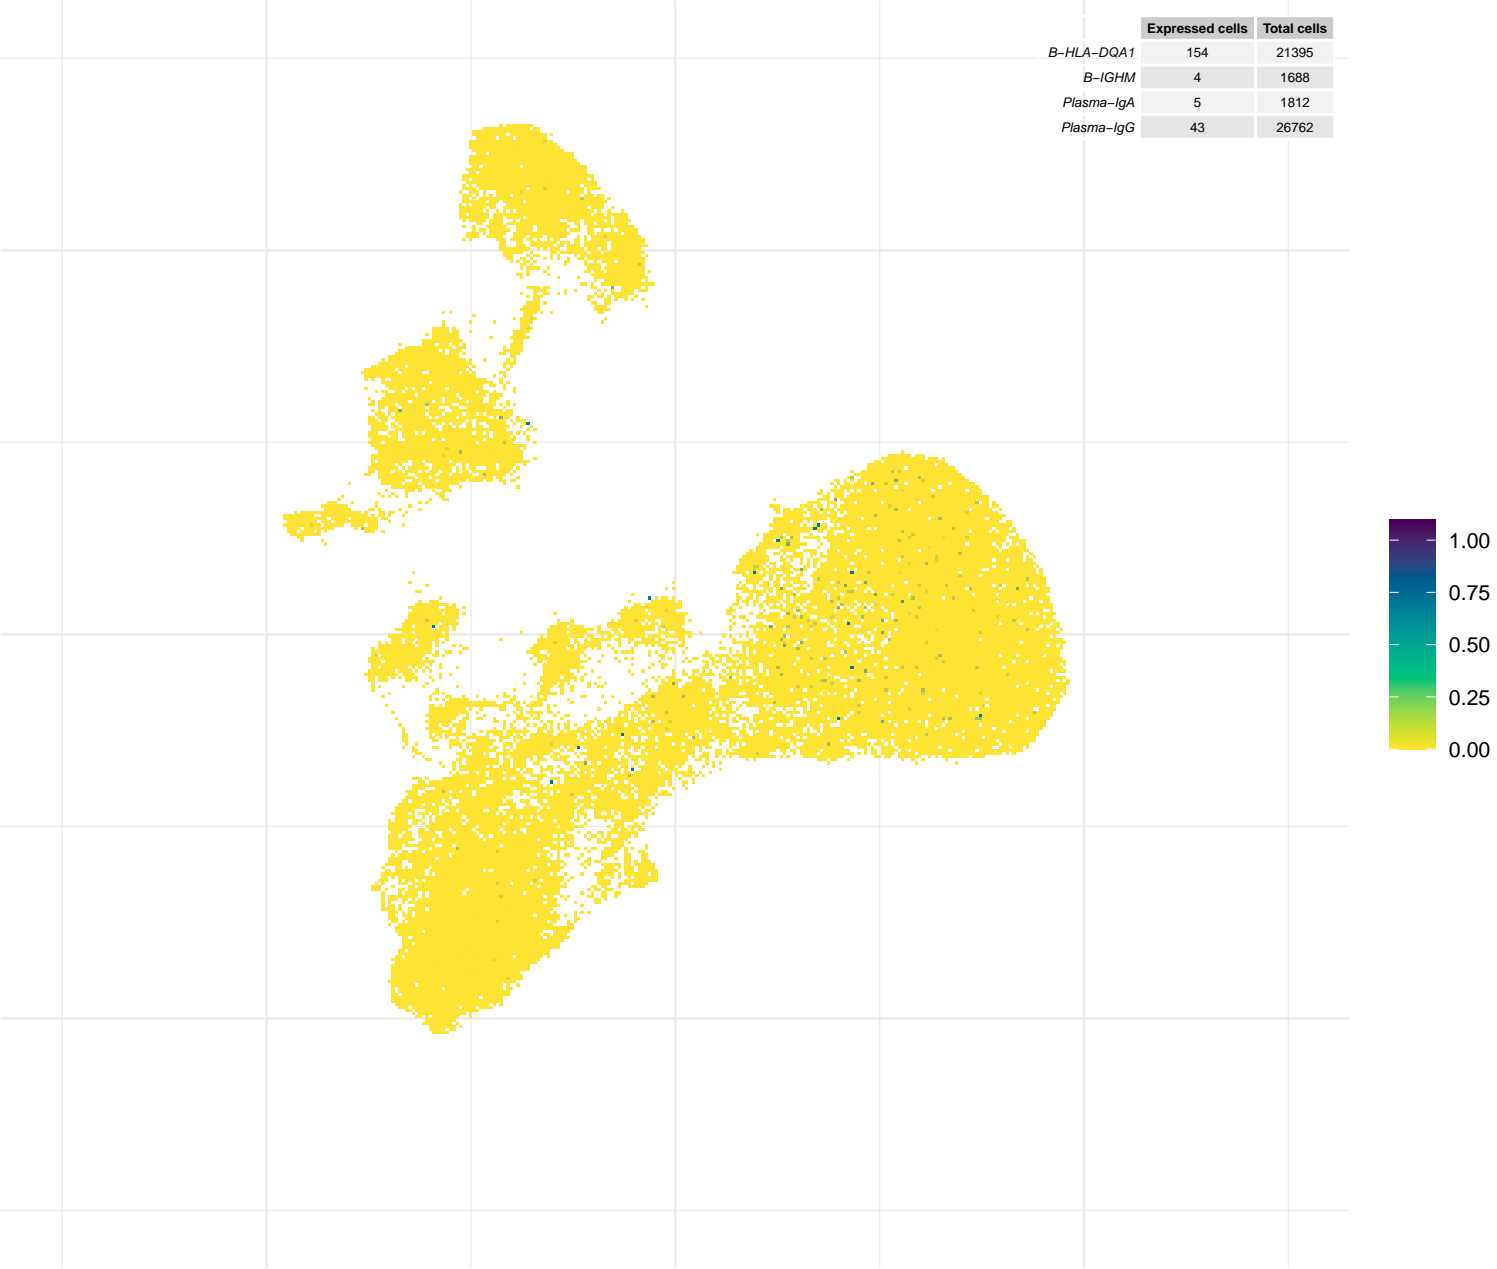 Expressed cells Total cells
B−HLA−DQA1 154 21395
B−IGHM 4 1688
Plasma−IgA 5 1812
Plasma−IgG 43 26762
1.00
0.75
0.50
0.25
0.00